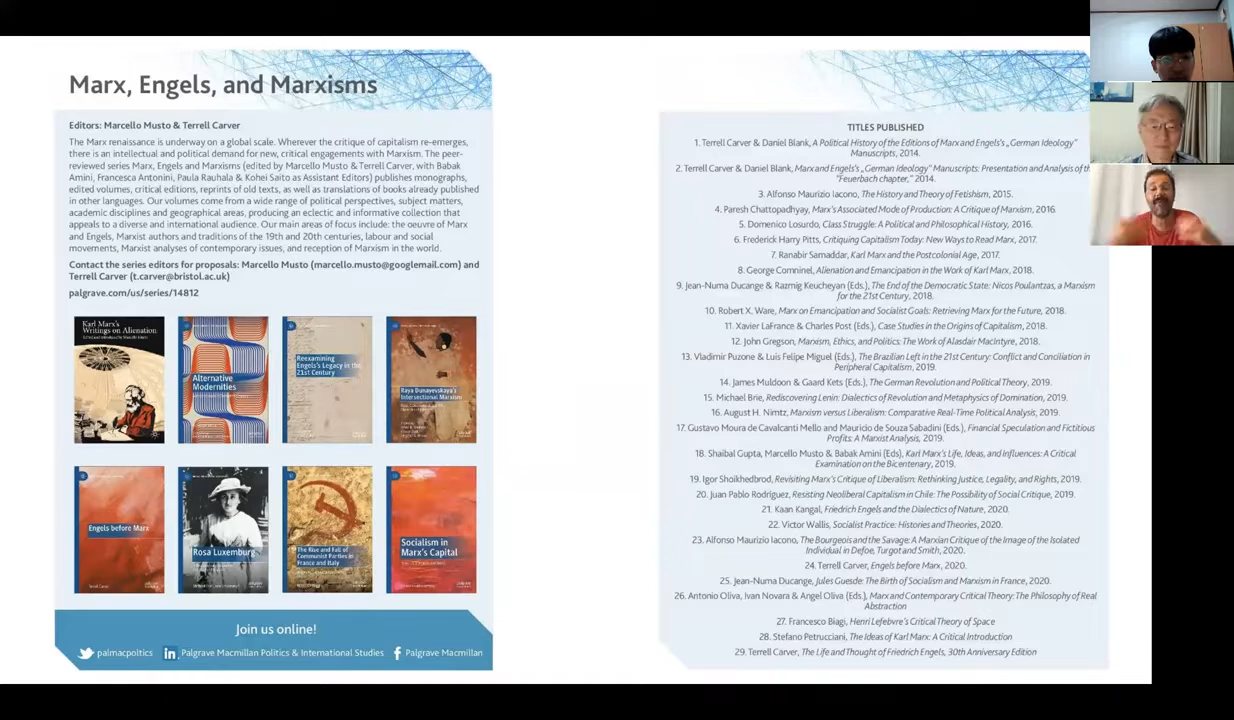 Marx, Engels, and Marxisms
Editors: Marcello Musto & Terrell Carver
The Marx renaissance is underway on a global scale. Wherever the critique of capitalism re-emerges,
there is an intellectual and political demand for new, critical engagements with Marxism. The peer-
reviewed series Marx, Engels and Marxisms (edited by Marcello Musto & Terrell Carver, with Babak
Amini, Francesca Antonini, Paula Rauhala & Kohei Saito as Assistant Editors) publishes monographs,
edited volumes, critical editions, reprints of old texts, as well as translations of books already published
in other languages. Our volumes come from a wide range of political perspectives, subject matters,
academic disciplines and geographical areas, producing an eclectic and informative collection that
appeals to a diverse and international audience. Our main areas of focus include: the oeuvre of Marx
and Engels, Marxist authors and traditions of the 19th and 20th centuries, labour and social
movements, Marxist analyses of contemporary issues, and reception of Marxism in the world.
Contact the series editors for proposals: Marcello Musto (marcello.musto@googlemail.com) and
Terrell Carver (t.carver@bristol.ac.uk)
palgrave.com/us/series/14812
Karl Marx's
Writings on Alienation
Alternative
Modernities
Reexamining
Engels's Legacy in the
21st Century
Raya Dunayevskaya's
Intersectional Marxism
Engels before Marx
Rosa Luxemburg
The Rise and Fall of
Communist Parties in
France and Italy
Socialism in
Marx's Capital
Join us online!
palmacpoltics
in Palgrave Macmillan Politics & International Studies
f Palgrave Macmillan
TITLES PUBLISHED
1. Terrell Carver & Daniel Blank, A Political History of the Editions of Marx and Engels's „German Ideology"
Manuscripts, 2014.
2. Terrell Carver & Daniel Blank, Marx and Engels's „German Ideology" Manuscripts: Presentation and Analysis of the
"Feuerbach chapter," 2014.
3. Alfonso Maurizio Iacono, The History and Theory of Fetishism, 2015.
4. Paresh Chattopadhyay, Marx's Associated Mode of Production: A Critique of Marxism, 2016.
5. Domenico Losurdo, Class Struggle: A Political and Philosophical History, 2016.
6. Frederick Harry Pitts, Critiquing Capitalism Today: New Ways to Read Marx, 2017.
7. Ranabir Samaddar, Karl Marx and the Postcolonial Age, 2017.
8. George Comninel, Alienation and Emancipation in the Work of Karl Marx, 2018.
9. Jean-Numa Ducange & Razmig Keucheyan (Eds.), The End of the Democratic State: Nicos Poulantzas, a Marxism
for the 21st Century, 2018.
10. Robert X. Ware, Marx on Emancipation and Socialist Goals: Retrieving Marx for the Future, 2018.
11. Xavier LaFrance & Charles Post (Eds.), Case Studies in the Origins of Capitalism, 2018.
12. John Gregson, Marxism, Ethics, and Politics: The Work of Alasdair MacIntyre, 2018.
13. Vladimir Puzone & Luis Felipe Miguel (Eds.), The Brazilian Left in the 21st Century: Conflict and Conciliation in
Peripheral Capitalism, 2019.
14. James Muldoon & Gaard Kets (Eds.), The German Revolution and Political Theory, 2019.
15. Michael Brie, Rediscovering Lenin: Dialectics of Revolution and Metaphysics of Domination, 2019.
16. August H. Nimtz, Marxism versus Liberalism: Comparative Real-Time Political Analysis, 2019.
17. Gustavo Moura de Cavalcanti Mello and Mauricio de Souza Sabadini (Eds.), Financial Speculation and Fictitious
Profits: A Marxist Analysis, 2019.
18. Shaibal Gupta, Marcello Musto & Babak Amini (Eds), Karl Marx's Life, Ideas, and Influences: A Critical
Examination on the Bicentenary, 2019.
19. Igor Shoikhedbrod, Revisiting Marx's Critique of Liberalism: Rethinking Justice, Legality, and Rights, 2019.
20. Juan Pablo Rodríguez, Resisting Neoliberal Capitalism in Chile: The Possibility of Social Critique, 2019.
21. Kaan Kangal, Friedrich Engels and the Dialectics of Nature, 2020.
22. Victor Wallis, Socialist Practice: Histories and Theories, 2020.
23. Alfonso Maurizio Iacono, The Bourgeois and the Savage: A Marxian Critique of the Image of the Isolated
Individual in Defoe, Turgot and Smith, 2020.
24. Terrell Carver, Engels before Marx, 2020.
25. Jean-Numa Ducange, Jules Guesde: The Birth of Socialism and Marxism in France, 2020.
26. Antonio Oliva, Ivan Novara & Angel Oliva (Eds.), Marx and Contemporary Critical Theory: The Philosophy of Real
Abstraction
27. Francesco Biagi, Henri Lefebvre's Critical Theory of Space
28. Stefano Petrucciani, The Ideas of Karl Marx: A Critical Introduction
29. Terrell Carver, The Life and Thought of Friedrich Engels, 30th Anniversary Edition